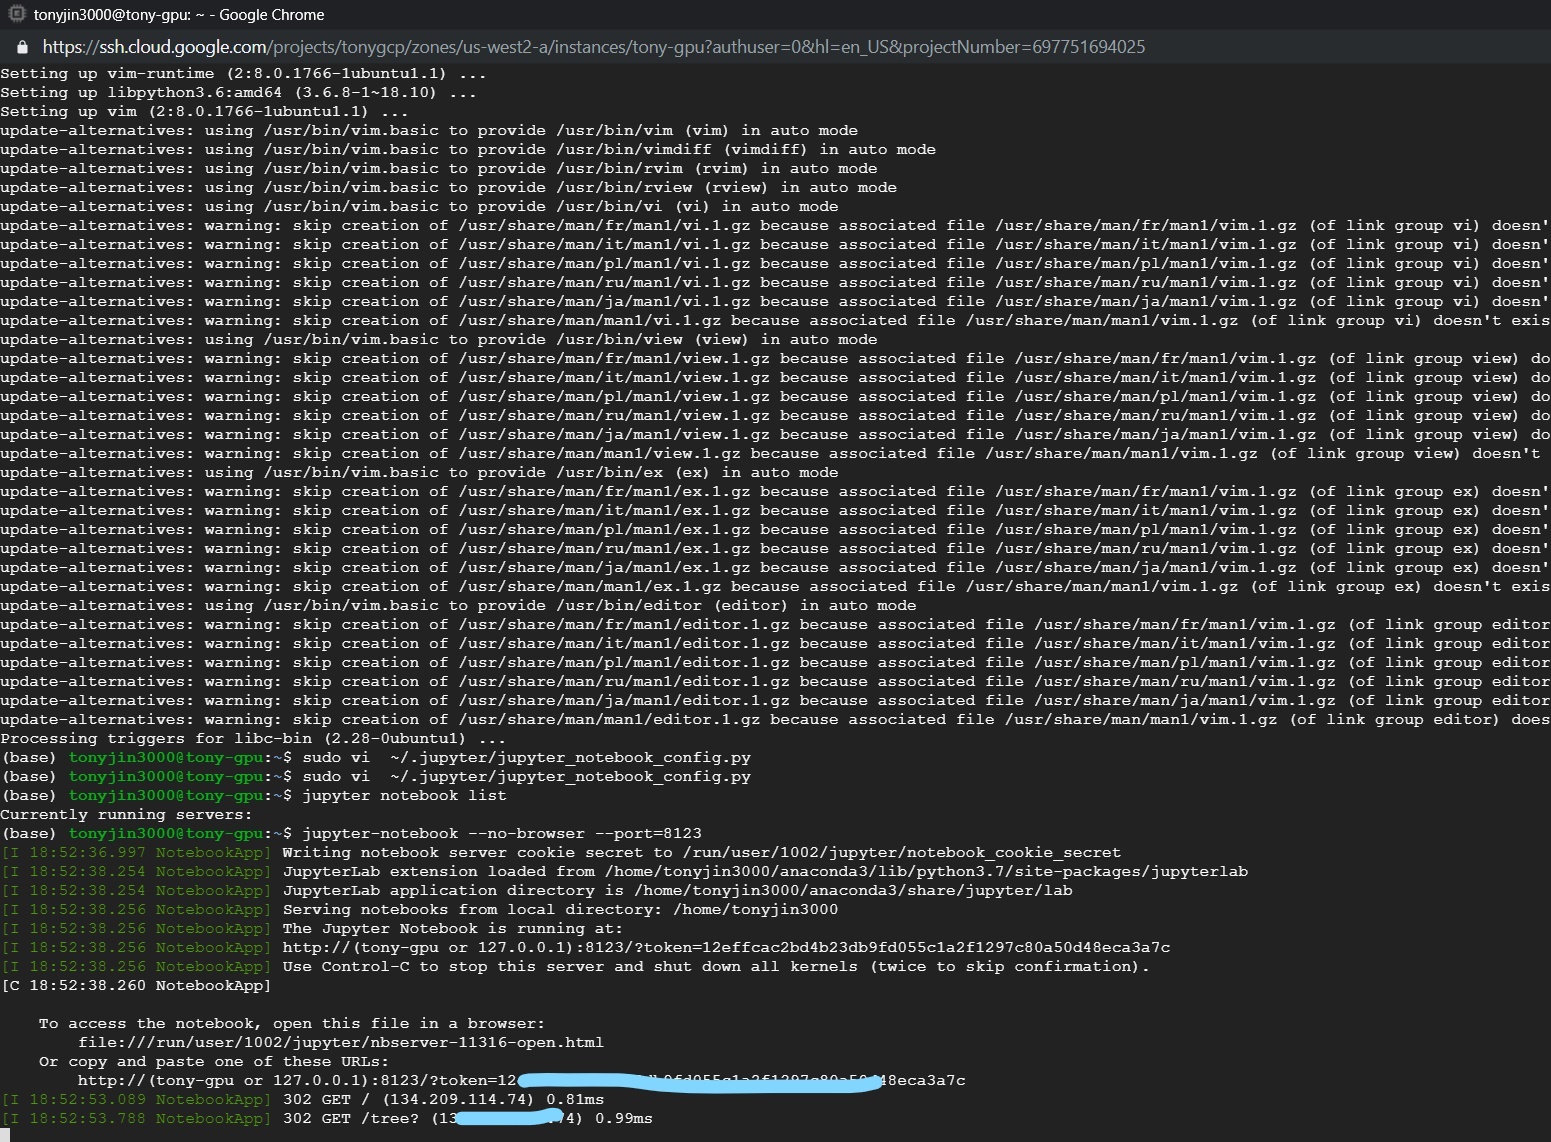 tonyjin3000@tony-gpu: ~ - Google Chrome
https://ssh.cloud.google.com/projects/tonygcp/zones/us-west2-a/instances/tony-gpu?authuser=0&hl=en_US&projectNumber=697751694025
Setting up vim-runtime (2:8.0.1766-1ubuntu1.1) ...
Setting up libpython3.6:amd64 (3.6.8-1~18.10) ...
Setting up vim (2:8.0.1766-1ubuntu1.1) ...
update-alternatives: using /usr/bin/vim.basic to provide /usr/bin/vim (vim) in auto mode
update-alternatives: using /usr/bin/vim.basic to provide /usr/bin/vimdiff (vimdiff) in auto mode
update-alternatives: using /usr/bin/vim.basic to provide /usr/bin/rvim (rvim) in auto mode
update-alternatives: using /usr/bin/vim.basic to provide /usr/bin/rview (rview) in auto mode
update-alternatives: using /usr/bin/vim.basic to provide /usr/bin/vi (vi) in auto mode
update-alternatives: warning: skip creation of /usr/share/man/fr/man1/vi.1.gz because associated file /usr/share/man/fr/man1/vim.1.gz (of link group vi) doesn'
update-alternatives: warning: skip creation of /usr/share/man/it/man1/vi.1.gz because associated file /usr/share/man/it/man1/vim.1.gz (of link group vi) doesn'
update-alternatives: warning: skip creation of /usr/share/man/pl/man1/vi.1.gz because associated file /usr/share/man/pl/man1/vim.1.gz (of link group vi) doesn'
update-alternatives: warning: skip creation of /usr/share/man/ru/man1/vi.1.gz because associated file /usr/share/man/ru/man1/vim.1.gz (of link group vi) doesn'
update-alternatives: warning: skip creation of /usr/share/man/ja/man1/vi.1.gz because associated file /usr/share/man/ja/man1/vim.1.gz (of link group vi) doesn'
update-alternatives: warning: skip creation of /usr/share/man/man1/vi.1.gz because associated file /usr/share/man/man1/vim.1.gz (of link group vi) doesn't exis
update-alternatives: using /usr/bin/vim.basic to provide /usr/bin/view (view) in auto mode
update-alternatives: warning: skip creation of /usr/share/man/fr/man1/view.1.gz because associated file /usr/share/man/fr/man1/vim.1.gz (of link group view) do
update-alternatives: warning: skip creation of /usr/share/man/it/man1/view.1.gz because associated file /usr/share/man/it/man1/vim.1.gz (of link group view) do
update-alternatives: warning: skip creation of /usr/share/man/pl/man1/view.1.gz because associated file /usr/share/man/pl/man1/vim.1.gz (of link group view) do
update-alternatives: warning: skip creation of /usr/share/man/ru/man1/view.1.gz because associated file /usr/share/man/ru/man1/vim.1.gz (of link group view) do
update-alternatives: warning: skip creation of /usr/share/man/ja/man1/view.1.gz because associated file /usr/share/man/ja/man1/vim.1.gz (of link group view) do
update-alternatives: warning: skip creation of /usr/share/man/man1/view.1.gz because associated file /usr/share/man/man1/vim.1.gz (of link group view) doesn't
update-alternatives: using /usr/bin/vim.basic to provide /usr/bin/ex (ex) in auto mode
update-alternatives: warning: skip creation of /usr/share/man/fr/man1/ex.1.gz because associated file /usr/share/man/fr/man1/vim.1.gz (of link group ex) doesn'
update-alternatives: warning: skip creation of /usr/share/man/it/man1/ex.1.gz because associated file /usr/share/man/it/man1/vim.1.gz (of link group ex) doesn'
update-alternatives: warning: skip creation of /usr/share/man/pl/man1/ex.1.gz because associated file /usr/share/man/pl/man1/vim.1.gz (of link group ex) doesn'
update-alternatives: warning: skip creation of /usr/share/man/ru/man1/ex.1.gz because associated file /usr/share/man/ru/man1/vim.1.gz (of link group ex) doesn'
update-alternatives: warning: skip creation of /usr/share/man/ja/man1/ex.1.gz because associated file /usr/share/man/ja/man1/vim.1.gz (of link group ex) doesn'
update-alternatives: warning: skip creation of /usr/share/man/man1/ex.1.gz because associated file /usr/share/man/man1/vim.1.gz (of link group ex) doesn't exis
update-alternatives: using /usr/bin/vim.basic to provide /usr/bin/editor (editor) in auto mode
update-alternatives: warning: skip creation of /usr/share/man/fr/man1/editor.1.gz because associated file /usr/share/man/fr/man1/vim.1.gz (of link group editor
update-alternatives: warning: skip creation of /usr/share/man/it/man1/editor.1.gz because associated file /usr/share/man/it/man1/vim.1.gz (of link group editor
update-alternatives: warning: skip creation of /usr/share/man/pl/man1/editor.1.gz because associated file /usr/share/man/pl/man1/vim.1.gz (of link group editor
update-alternatives: warning: skip creation of /usr/share/man/ru/man1/editor.1.gz because associated file /usr/share/man/ru/man1/vim.1.gz (of link group editor
update-alternatives: warning: skip creation of /usr/share/man/ja/man1/editor.1.gz because associated file /usr/share/man/ja/man1/vim.1.gz (of link group editor
update-alternatives: warning: skip creation of /usr/share/man/man1/editor.1.gz because associated file /usr/share/man/man1/vim.1.gz (of link group editor) does
Processing triggers for libc-bin (2.28-0ubuntu1) ...
(base) tonyjin3000@tony-gpu:~$ sudo vi  ~/.jupyter/jupyter_notebook_config.py
(base) tonyjin3000@tony-gpu:~$ sudo vi  ~/.jupyter/jupyter_notebook_config.py
(base) tonyjin3000@tony-gpu:~$ jupyter notebook list
Currently running servers:
(base) tonyjin3000@tony-gpu:~$ jupyter-notebook --no-browser --port=8123
[I 18:52:36.997 NotebookApp] Writing notebook server cookie secret to /run/user/1002/jupyter/notebook_cookie_secret
[I 18:52:38.254 NotebookApp] JupyterLab extension loaded from /home/tonyjin3000/anaconda3/lib/python3.7/site-packages/jupyterlab
[I 18:52:38.254 NotebookApp] JupyterLab application directory is /home/tonyjin3000/anaconda3/share/jupyter/lab
[I 18:52:38.256 NotebookApp] Serving notebooks from local directory: /home/tonyjin3000
[I 18:52:38.256 NotebookApp] The Jupyter Notebook is running at:
[I 18:52:38.256 NotebookApp] http://(tony-gpu or 127.0.0.1):8123/?token=12effcac2bd4b23db9fd055c1a2f1297c80a50d48eca3a7c
[I 18:52:38.256 NotebookApp] Use Control-C to stop this server and shut down all kernels (twice to skip confirmation).
[C 18:52:38.260 NotebookApp]
To access the notebook, open this file in a browser:
file:///run/user/1002/jupyter/nbserver-11316-open.html
Or copy and paste one of these URLs:
http://(tony-gpu or 127.0.0.1):8123/?token=12 48eca3a7c
[I 18:52:53.089 NotebookApp] 302 GET / (134.209.114.74) 0.81ms
[I 18:52:53.788 NotebookApp] 302 GET /tree? (13 74) 0.99ms